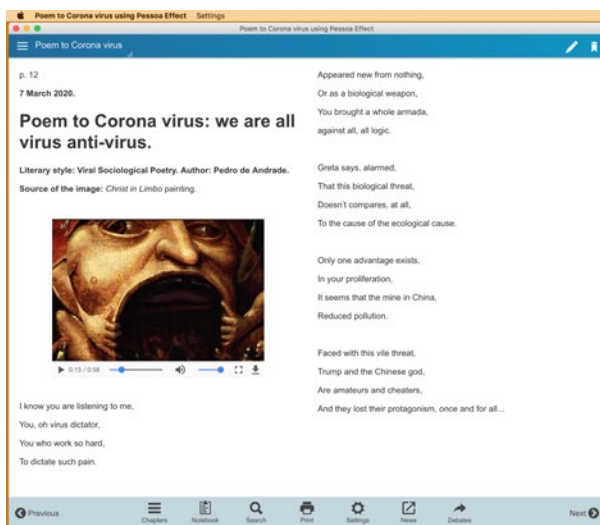 Poem to Corona virus using Pessoa Effect Settings
Poem to Corona virus using Pessoa Effect
Poem to Corona virus
p. 12
7 March 2020.
Poem to Corona virus: we are all
virus anti-virus.
Literary style: Viral Sociological Poetry. Author: Pedro de Andrade.
Source of the image: Christ in Limbo painting.
0:13 / 0:58
I know you are listening to me,
You, oh virus dictator,
You who work so hard,
To dictate such pain.
Appeared new from nothing,
Or as a biological weapon,
You brought a whole armada,
against all, all logic.
Greta says, alarmed,
That this biological threat,
Doesn't compares, at all,
To the cause of the ecological cause.
Only one advantage exists,
In your proliferation,
It seems that the mine in China,
Reduced pollution.
Faced with this vile threat,
Trump and the Chinese god,
Are amateurs and cheaters,
And they lost their protagonism, once and for all...
Previous
Chapters
Notebook
Search
Print
Settings
News
Debates
Next